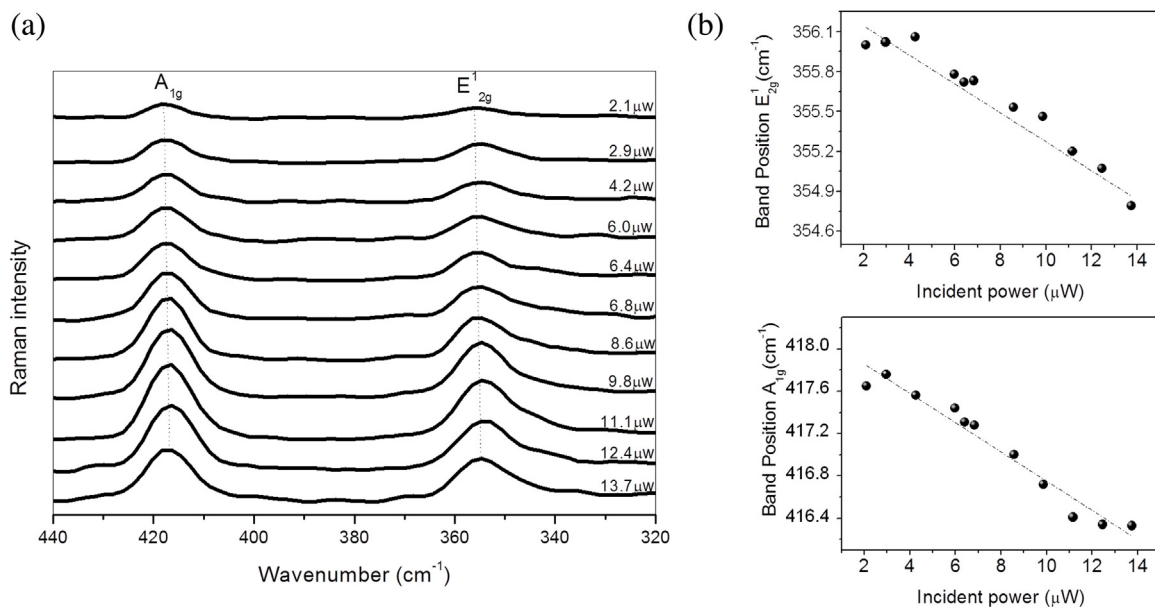 (a)
A1g
E¹2g
2.1μW
2.9μW
4.2μW
6.0μW
6.4μW
6.8μW
8.6μW
9.8μW
11.1μW
12.4μW
13.7μW
Raman intensity
440 420 400 380 360 340 320
Wavenumber (cm⁻¹)
(b)
Band Position E¹2g(cm⁻¹)
356.1
355.8
355.5
355.2
354.9
354.6
0 2 4 6 8 10 12 14
Incident power (μW)
Band Position A1g(cm⁻¹)
418.0
417.6
417.2
416.8
416.4
0 2 4 6 8 10 12 14
Incident power (μW)